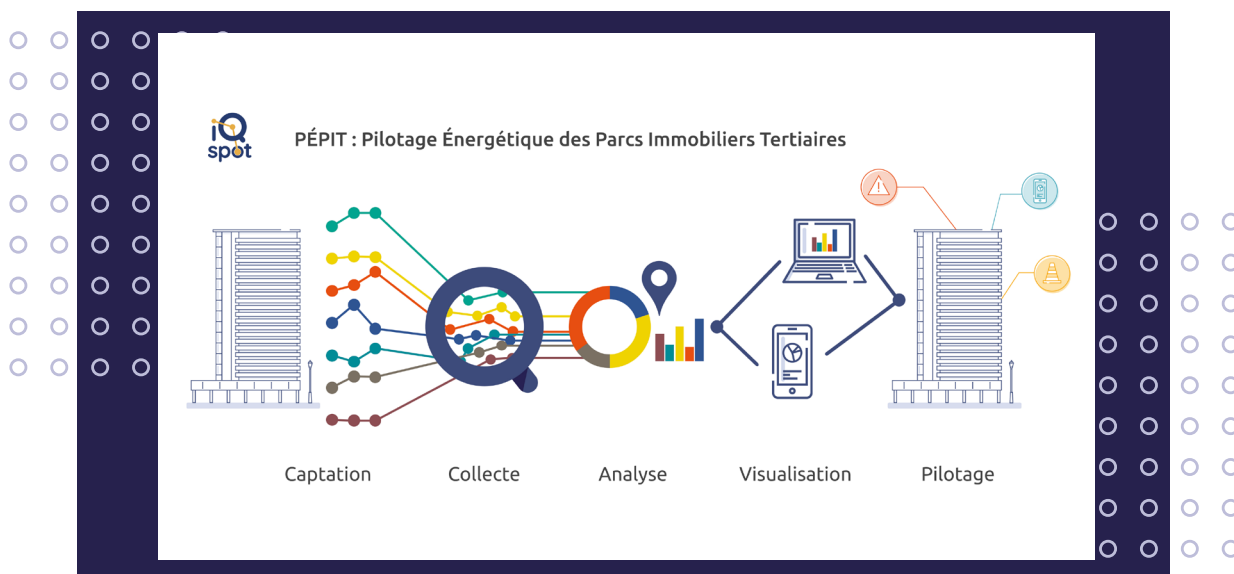 iQ
spot
PÉPIT : Pilotage Énergétique des Parcs Immobiliers Tertiaires
Captation
Collecte
Analyse
Visualisation
Pilotage